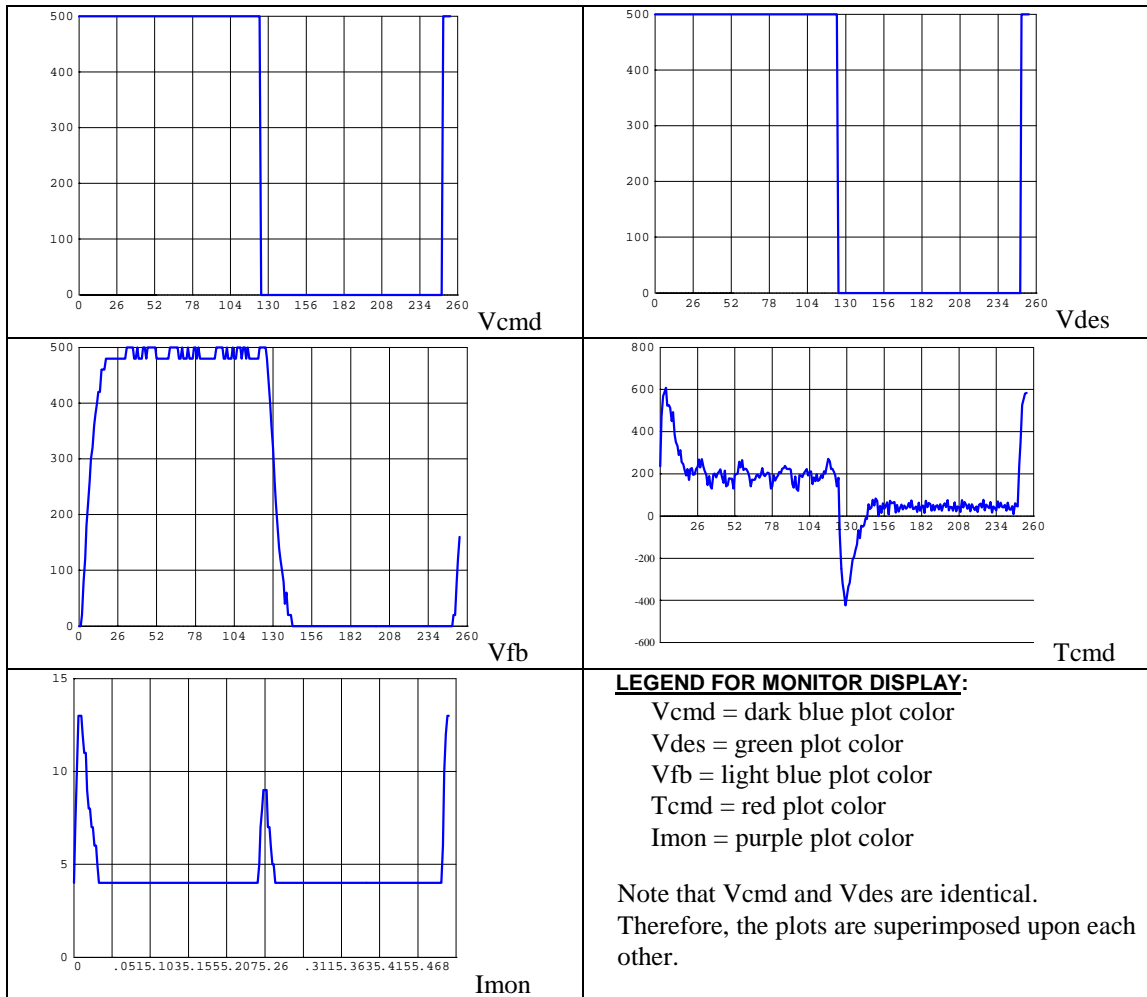 500
400
300
200
100
0
0 26 52 78 104 130 156 182 208 234 260
Vcmd
500
400
300
200
100
0
0 26 52 78 104 130 156 182 208 234 260
Vdes
500
400
300
200
100
0
0 26 52 78 104 130 156 182 208 234 260
Vfb
800
600
400
200
0
26 52 78 104 130 156 182 208 234 260
-200
-400
-600
Tcmd
15
10
5
0
0 .0515.1035.1555.2075.26 .3115.3635.4155.468
Imon
LEGEND FOR MONITOR DISPLAY:
Vcmd = dark blue plot color
Vdes = green plot color
Vfb = light blue plot color
Tcmd = red plot color
Imon = purple plot color
Note that Vcmd and Vdes are identical.
Therefore, the plots are superimposed upon each
other.